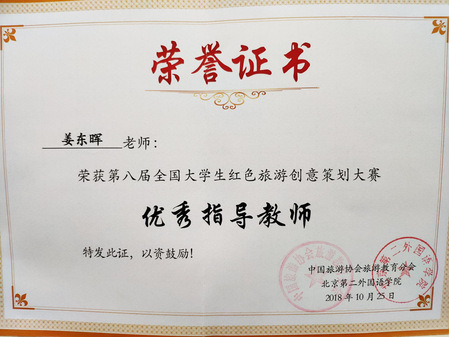 荣誉证书
姜东晖 老师：
荣获第八届全国大学生红色旅游创意策划大赛
优秀指导教师
特发此证，以资鼓励！
中国旅游协会旅游教育分会
北京第二外国语学院
2018年10月25日